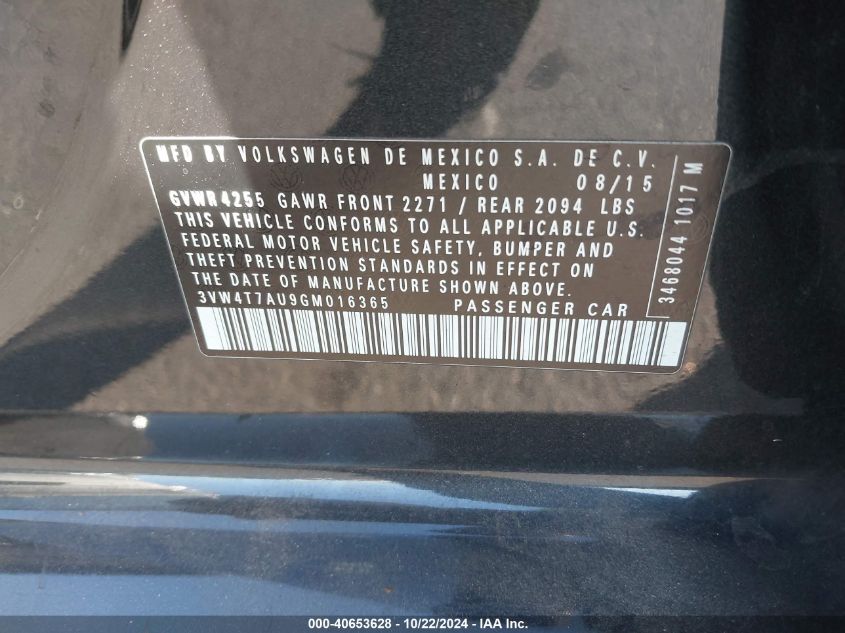 MFD BY VOLKSWAGEN DE MEXICO S.A. DE C.V.
MEXICO 08/15
GVWR 4255 GAWR FRONT 2271 / REAR 2094 LBS
THIS VEHICLE CONFORMS TO ALL APPLICABLE U.S.
FEDERAL MOTOR VEHICLE SAFETY, BUMPER AND
THEFT PREVENTION STANDARDS IN EFFECT ON
THE DATE OF MANUFACTURE SHOWN ABOVE.
3VW4T7AU9GM016365 PASSENGER CAR
3468044 1017 M
000-40653628 - 10/22/2024 - IAA Inc.